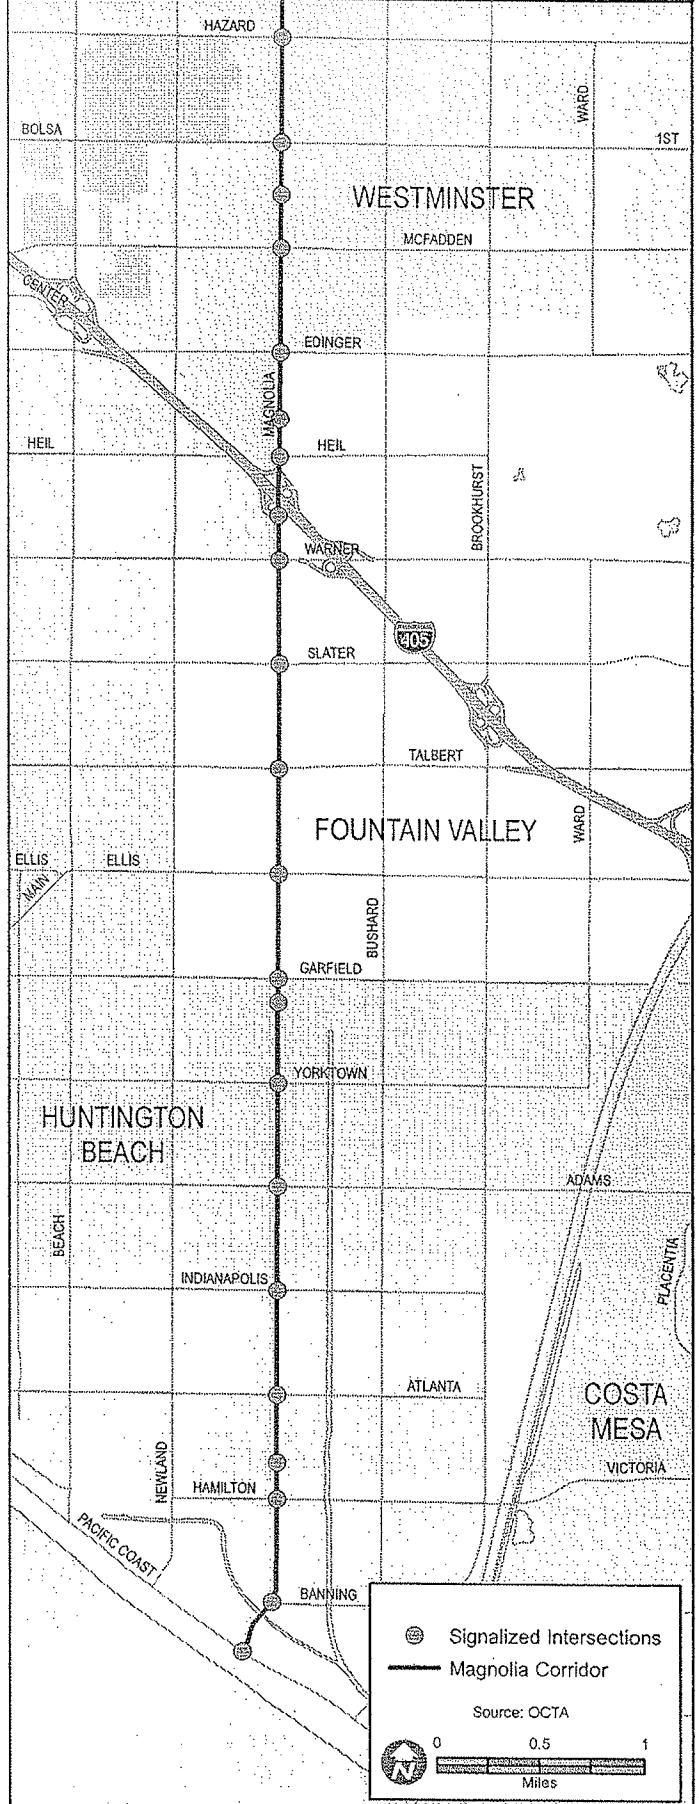 HAZARD
WARD
BOLSA
1ST
WESTMINSTER
MCFADDEN
CENTER
EDINGER
MAGNOLIA
HEIL
HEIL
BROOKHURST
WARNER
405
SLATER
TALBERT
FOUNTAIN VALLEY
WARD
ELLIS
ELLIS
MAIN
BUSHARD
GARFIELD
YORKTOWN
HUNTINGTON
BEACH
ADAMS
BEACH
PLACENTIA
INDIANAPOLIS
ATLANTA
COSTA
MESA
NEWLAND
VICTORIA
HAMILTON
PACIFIC COAST
BANNING
Signalized Intersections
Magnolia Corridor
Source: OCTA
0 0.5 1
N
Miles